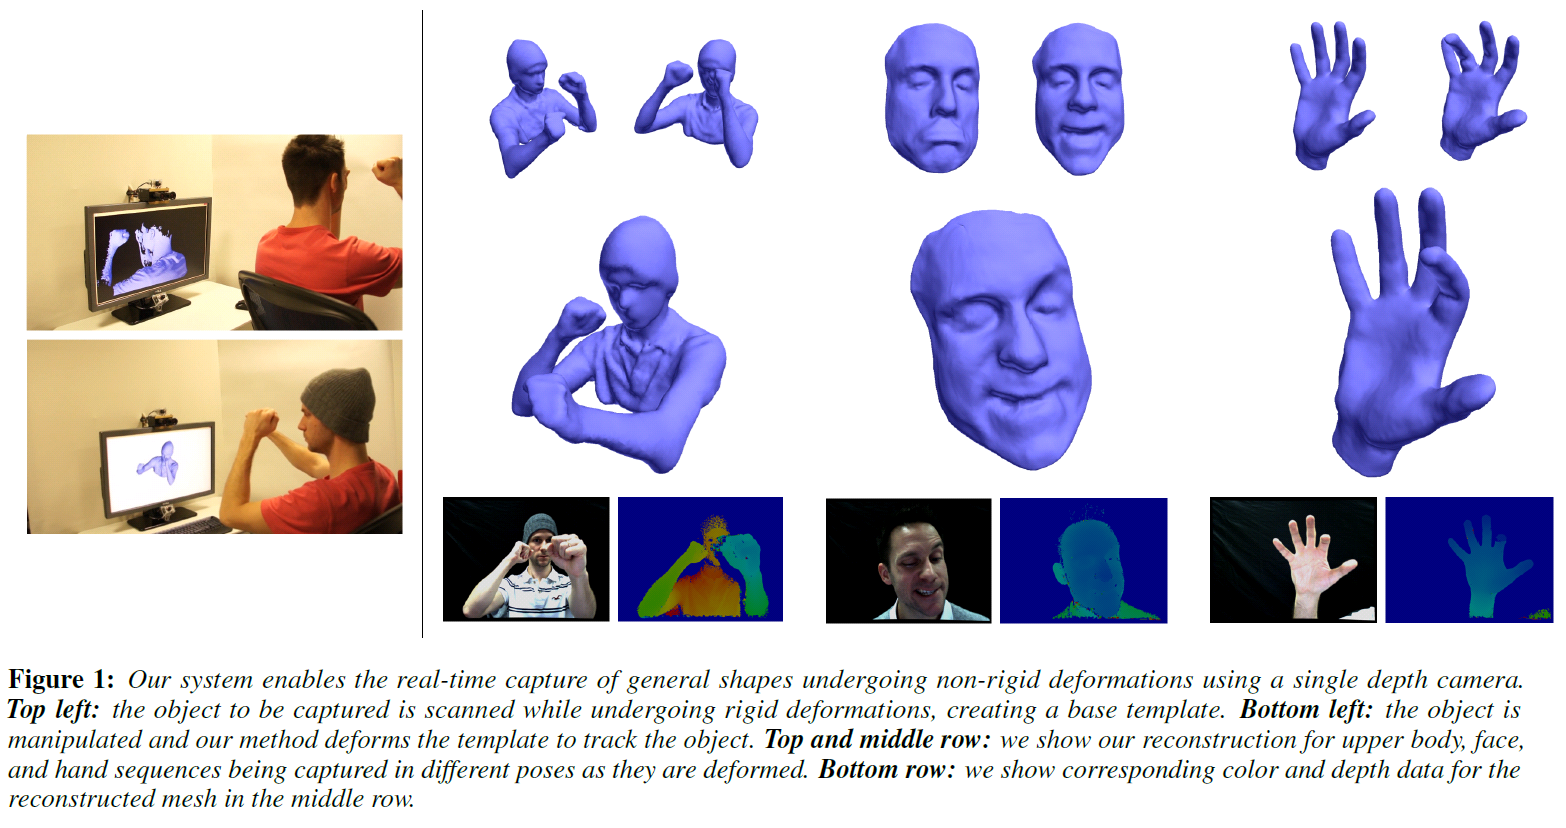 Figure 1: Our system enables the real-time capture of general shapes undergoing non-rigid deformations using a single depth camera.
Top left: the object to be captured is scanned while undergoing rigid deformations, creating a base template. Bottom left: the object is
manipulated and our method deforms the template to track the object. Top and middle row: we show our reconstruction for upper body, face,
and hand sequences being captured in different poses as they are deformed. Bottom row: we show corresponding color and depth data for the
reconstructed mesh in the middle row.